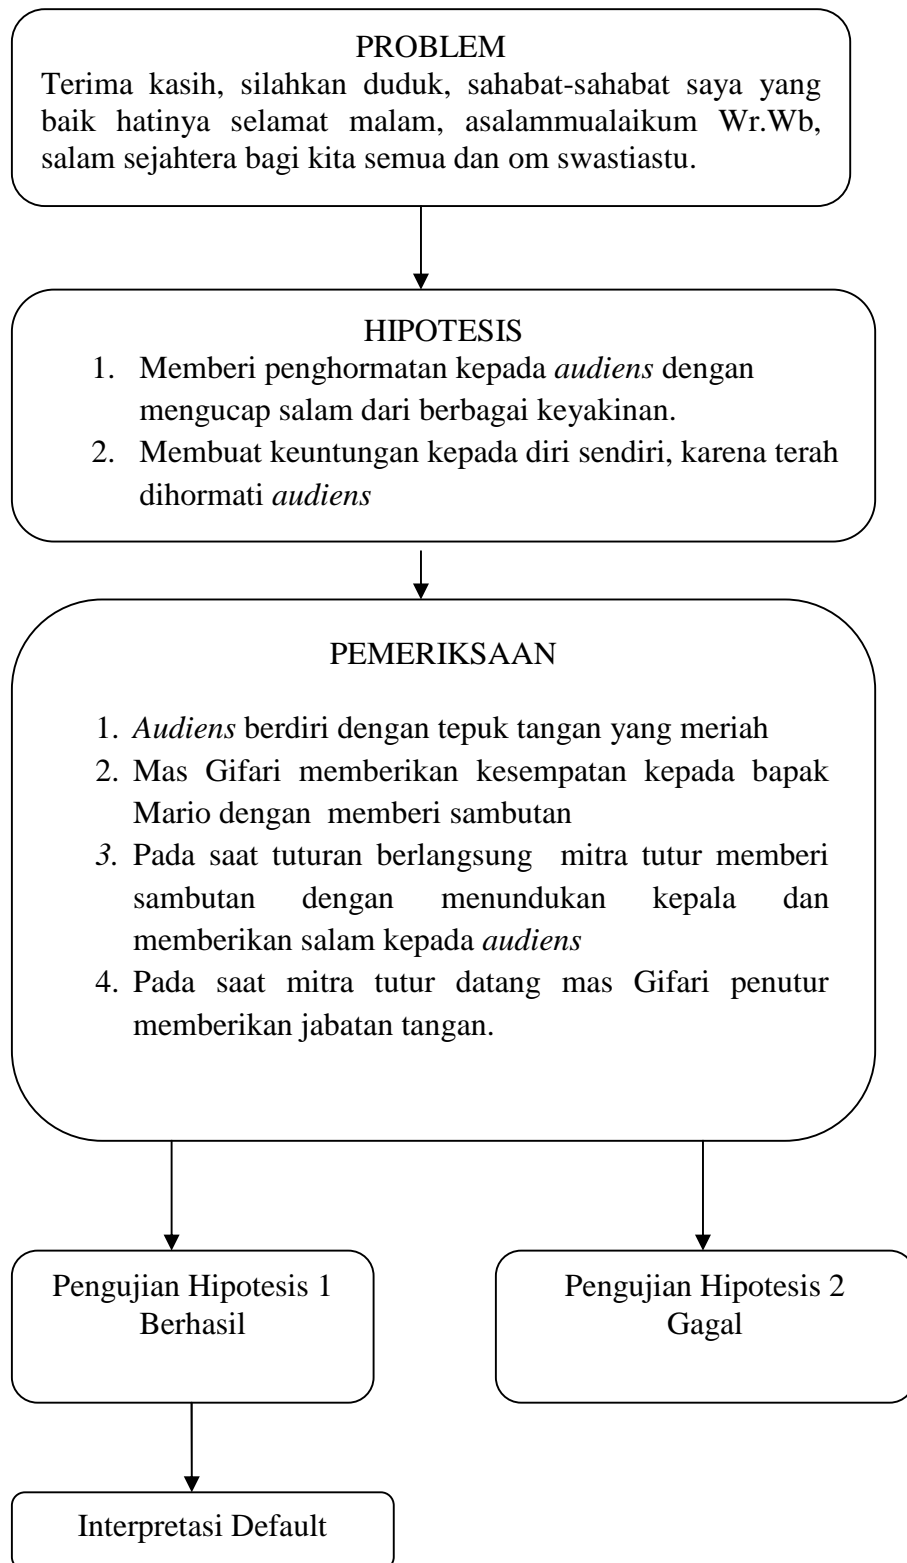 PROBLEM
Terima kasih, silahkan duduk, sahabat-sahabat saya yang
baik hatinya selamat malam, asalammualaikum Wr.Wb,
salam sejahtera bagi kita semua dan om swastiastu.
HIPOTESIS
1. Memberi penghormatan kepada audiens dengan
mengucap salam dari berbagai keyakinan.
2. Membuat keuntungan kepada diri sendiri, karena terah
dihormati audiens
PEMERIKSAAN
1. Audiens berdiri dengan tepuk tangan yang meriah
2. Mas Gifari memberikan kesempatan kepada bapak
Mario dengan memberi sambutan
3. Pada saat tuturan berlangsung mitra tutur memberi
sambutan dengan menundukan kepala dan
memberikan salam kepada audiens
4. Pada saat mitra tutur datang mas Gifari penutur
memberikan jabatan tangan.
Pengujian Hipotesis 1
Berhasil
Pengujian Hipotesis 2
Gagal
Interpretasi Default